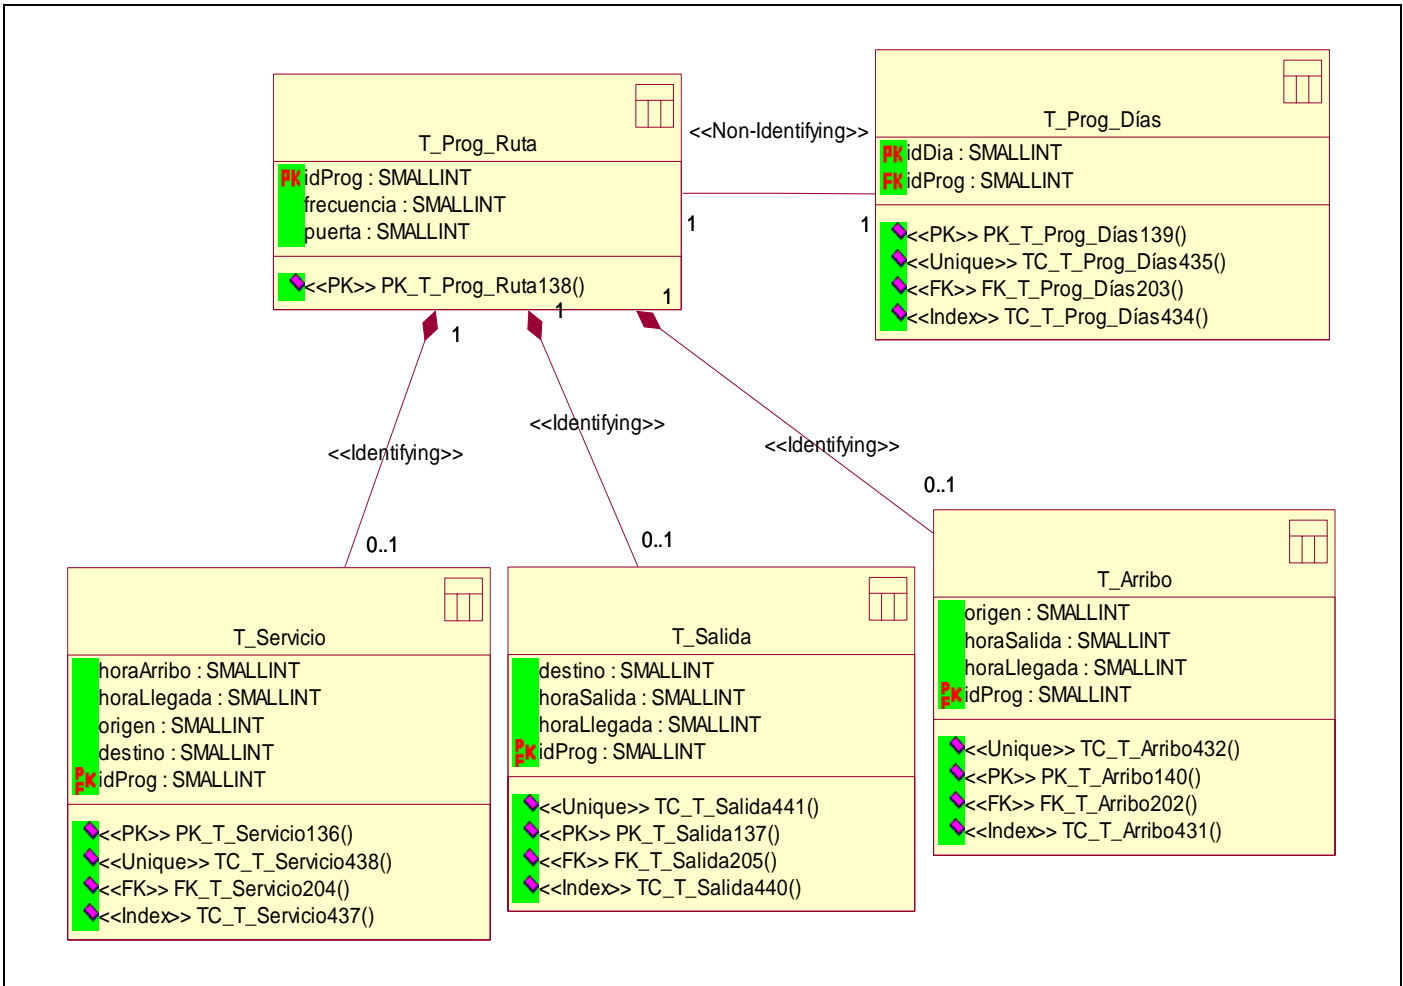 T_Prog_Ruta
PK idProg : SMALLINT
frecuencia : SMALLINT
puerta : SMALLINT
<<PK>> PK_T_Prog_Ruta138()
<<Non-Identifying>>
1
1
T_Prog_Días
PK idDia : SMALLINT
FK idProg : SMALLINT
<<PK>> PK_T_Prog_Días139()
<<Unique>> TC_T_Prog_Días435()
<<FK>> FK_T_Prog_Días203()
<<Index>> TC_T_Prog_Días434()
1
1
1
<<Identifying>>
<<Identifying>>
<<Identifying>>
0..1
0..1
0..1
T_Servicio
horaArribo : SMALLINT
horaLlegada : SMALLINT
origen : SMALLINT
destino : SMALLINT
PFK idProg : SMALLINT
<<PK>> PK_T_Servicio136()
<<Unique>> TC_T_Servicio438()
<<FK>> FK_T_Servicio204()
<<Index>> TC_T_Servicio437()
T_Salida
destino : SMALLINT
horaSalida : SMALLINT
horaLlegada : SMALLINT
PFK idProg : SMALLINT
<<Unique>> TC_T_Salida441()
<<PK>> PK_T_Salida137()
<<FK>> FK_T_Salida205()
<<Index>> TC_T_Salida440()
T_Arribo
origen : SMALLINT
horaSalida : SMALLINT
horaLlegada : SMALLINT
PFK idProg : SMALLINT
<<Unique>> TC_T_Arribo432()
<<PK>> PK_T_Arribo140()
<<FK>> FK_T_Arribo202()
<<Index>> TC_T_Arribo431()